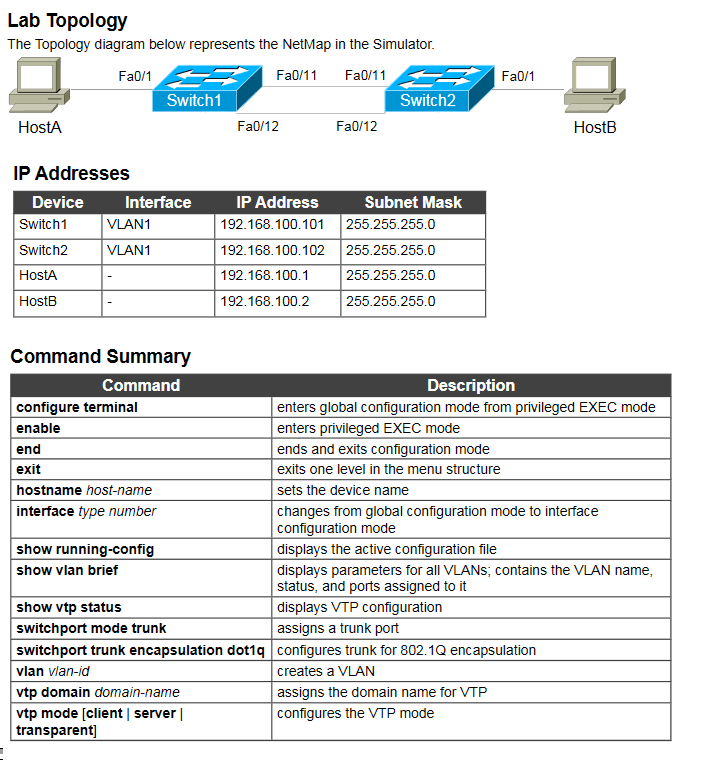 Lab Topology
The Topology diagram below represents the NetMap in the Simulator.
Fa0/1 Fa0/11 Fa0/11 Fa0/1
Switch1 Switch2
HostA Fa0/12 Fa0/12 HostB
IP Addresses
Device Interface IP Address Subnet Mask
Switch1 VLAN1 192.168.100.101 255.255.255.0
Switch2 VLAN1 192.168.100.102 255.255.255.0
HostA - 192.168.100.1 255.255.255.0
HostB - 192.168.100.2 255.255.255.0
Command Summary
Command Description
configure terminal enters global configuration mode from privileged EXEC mode
enable enters privileged EXEC mode
end ends and exits configuration mode
exit exits one level in the menu structure
hostname host-name sets the device name
interface type number changes from global configuration mode to interface
configuration mode
show running-config displays the active configuration file
show vlan brief displays parameters for all VLANs; contains the VLAN name,
status, and ports assigned to it
show vtp status displays VTP configuration
switchport mode trunk assigns a trunk port
switchport trunk encapsulation dot1q configures trunk for 802.1Q encapsulation
vlan vlan-id creates a VLAN
vtp domain domain-name assigns the domain name for VTP
vtp mode [client | server | configures the VTP mode
transparent]